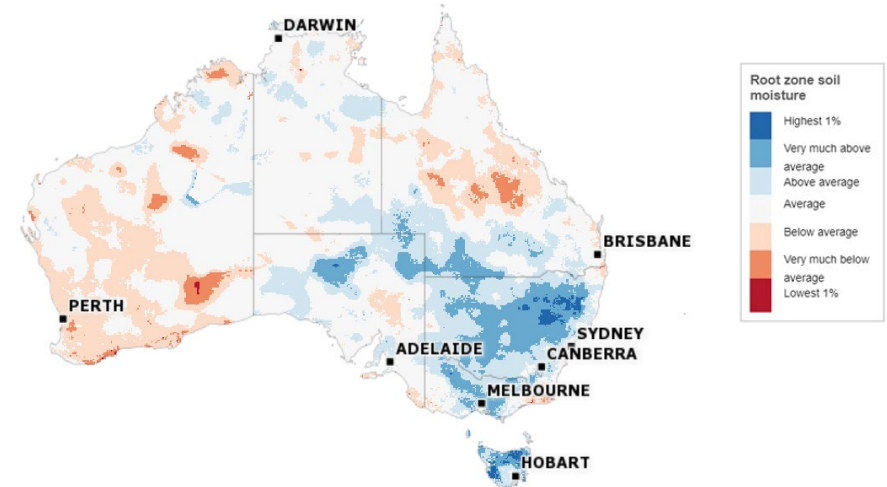 DARWIN
BRISBANE
PERTH
SYDNEY
CANBERRA
ADELAIDE
MELBOURNE
HOBART
Root zone soil
moisture
Highest 1%
Very much above
average
Above average
Average
Below average
Very much below
average
Lowest 1%